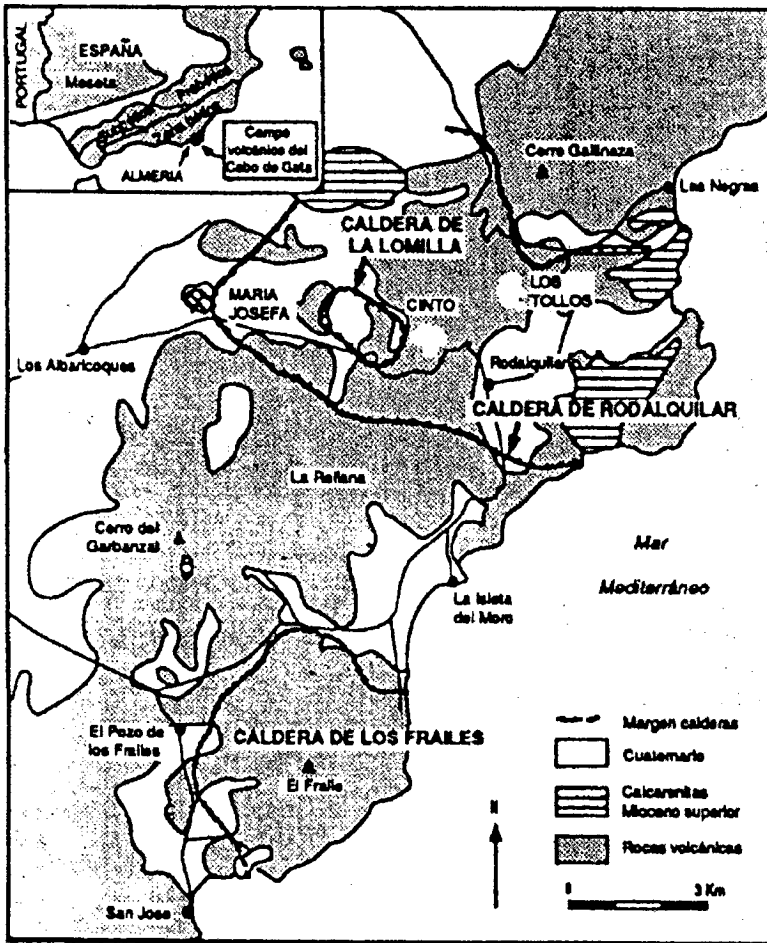 PORTUGAL
ESPAÑA
Meseta
Campo
volcánico del
Cabo de Gata
ALMERIA
Cerro Gallinaza
Las Negras
CALDERA DE
LA LOMILLA
MARIA
JOSEFA
CINTO
LOS
TOLLOS
Los Albaricoques
Rodalquilar
CALDERA DE RODALQUILAR
La Rellana
Cerro del
Garbanzal
Mar
Mediterráneo
La Isleta
del Moro
El Pozo de
los Frailes
CALDERA DE LOS FRAILES
El Fraile
San Jose
N
Margen calderas
Cuaternario
Calcarenitas
Mioceno superior
Rocas volcánicas
3 Km